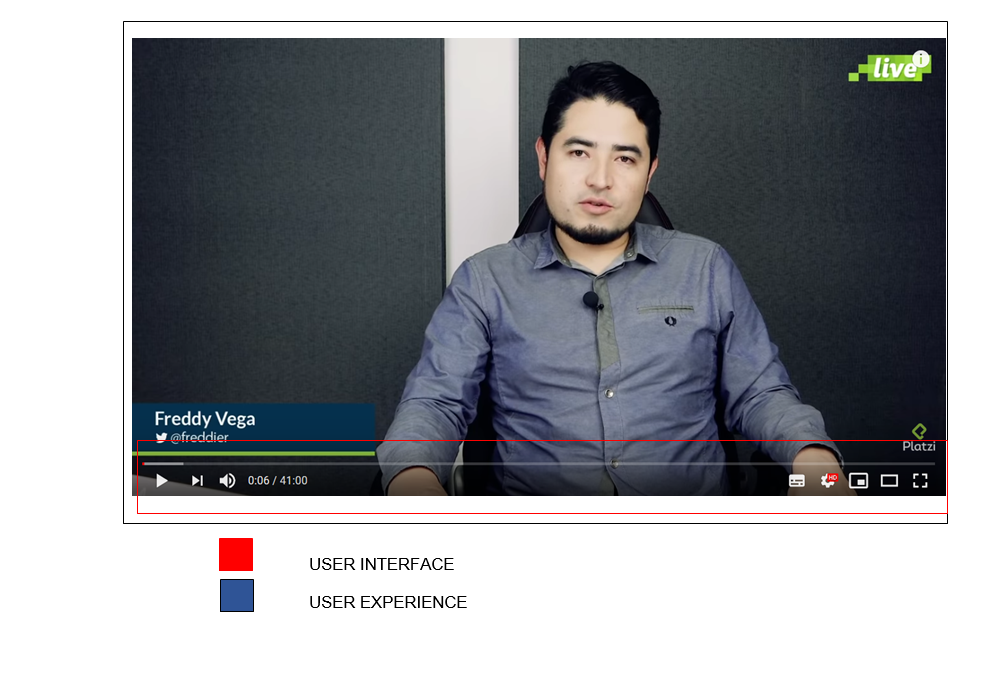 live
i
Freddy Vega
@freddier
Platzi
0:06 / 41:00
HD
USER INTERFACE
USER EXPERIENCE